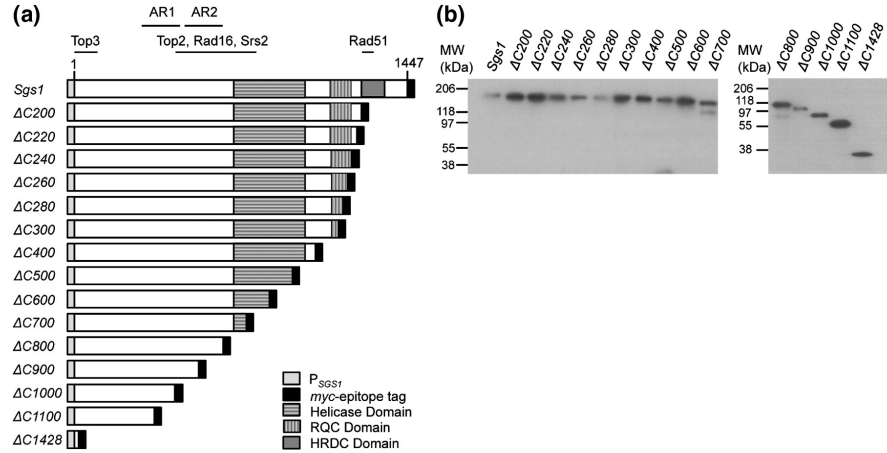 (a)
AR1 AR2
Top3 Top2, Rad16, Srs2 Rad51
1 1447
Sgs1
ΔC200
ΔC220
ΔC240
ΔC260
ΔC280
ΔC300
ΔC400
ΔC500
ΔC600
ΔC700
ΔC800
ΔC900
ΔC1000
ΔC1100
ΔC1428
PSGS1
myc-epitope tag
Helicase Domain
RQC Domain
HRDC Domain
(b)
MW
(kDa)
Sgs1 ΔC200 ΔC220 ΔC240 ΔC260 ΔC280 ΔC300 ΔC400 ΔC500 ΔC600 ΔC700
206
118
97
55
38
MW
(kDa)
ΔC800 ΔC900 ΔC1000 ΔC1100 ΔC1428
206
118
97
55
38